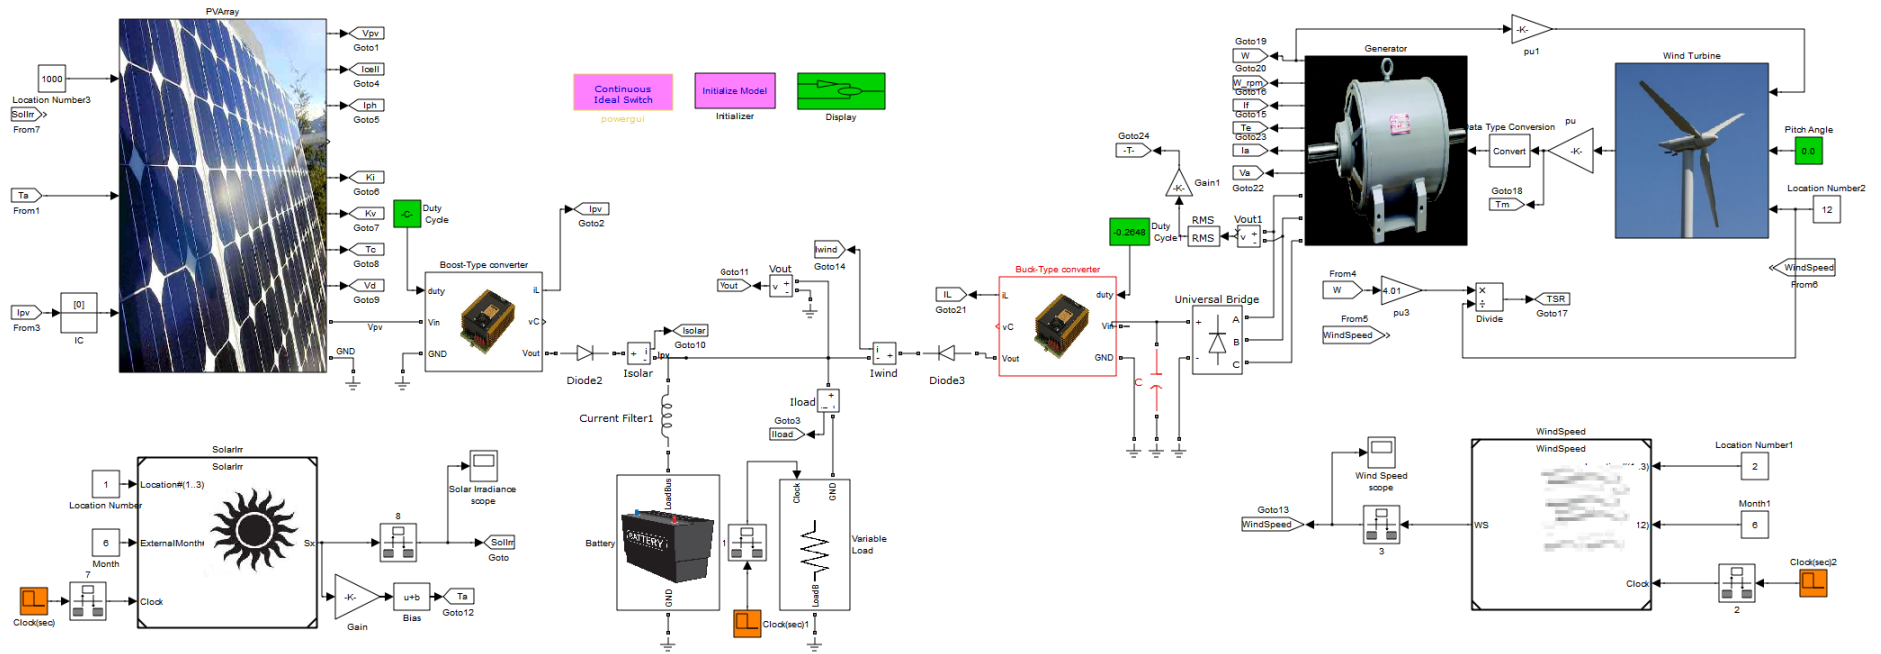 PVArray
1000
Location Number3
SolIrr
From7
Ta
From1
Ipv
From3
[0]
IC
Vpv
Goto1
Icell
Goto4
Iph
Goto5
Ki
Goto6
Kv
Goto7
Tc
Goto8
Vd
Goto9
Vpv
GND
-C-
Duty
Cycle
Boost-Type converter
duty
Vin
GND
iL
vC
Vout
Ipv
Goto2
Diode2
Isolar
Isolar
Goto10
Ipv
Continuous
Ideal Switch
powergui
Initialize Model
Initializer
Display
Goto11
Vout
Vout
v
Iwind
Goto14
i
Iwind
Diode3
Iload
Goto3
Iload
Current Filter1
IL
Goto21
Buck-Type converter
iL
vC
Vout
duty
Vin
GND
-0.2648
Duty
Cycle
Goto24
-T-
-K-
Gain1
RMS
RMS
Vout1
v
C
Universal Bridge
+
-
A
B
C
Goto19
W
Goto20
W_rpm
Goto16
If
Goto15
Te
Goto23
Ia
Va
Goto22
Generator
-K-
pu1
Data Type Conversion
Convert
pu
-K-
Goto18
Tm
Wind Turbine
Pitch Angle
0.0
Location Number2
12
WindSpeed
From6
From4
W
4.01
pu3
From5
WindSpeed
×
÷
Divide
TSR
Goto17
SolarIrr
SolarIrr
1
Location Number
6
Month
7
Clock(sec)
Location#(1..3)
ExternalMonth
Clock
Sx
8
Solar Irradiance
scope
SolIrr
Goto
-K-
Gain
u+b
Bias
Ta
Goto12
LoadBus
Battery
BATTERY
GND
1
Clock(sec)1
Clock
GND
LoadB
Variable
Load
Wind Speed
scope
Goto13
WindSpeed
3
WindSpeed
WindSpeed
WS
12)
Clock
Location Number1
2
Month1
6
Clock(sec)2
2